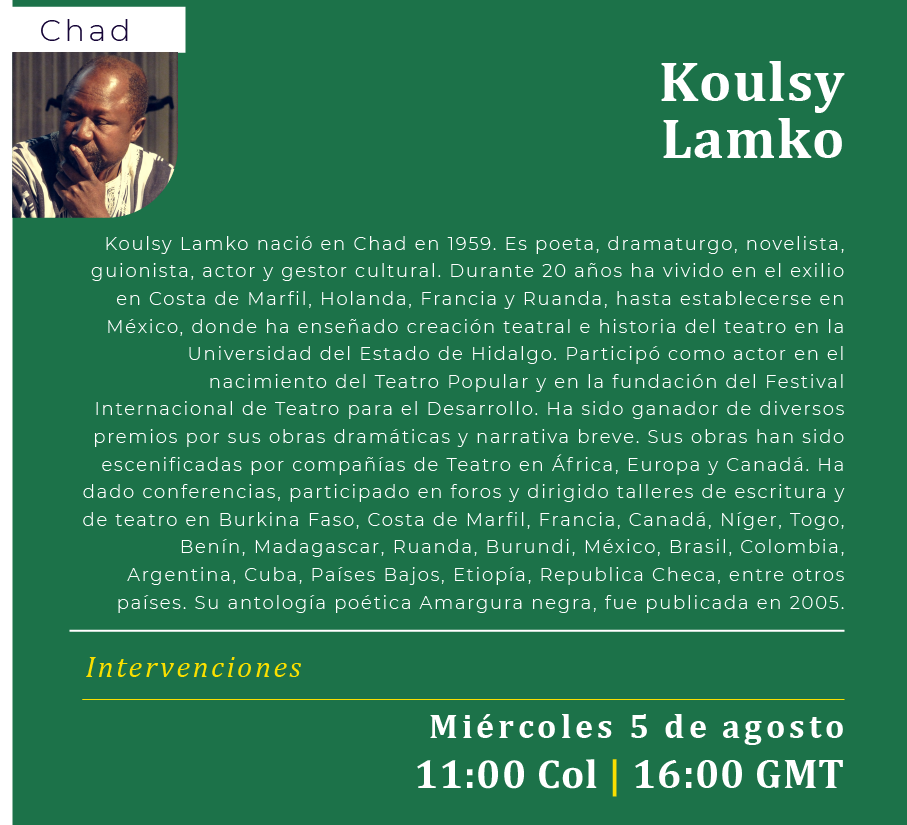 Chad
Koulsy
Lamko
Koulsy Lamko nació en Chad en 1959. Es poeta, dramaturgo, novelista,
guionista, actor y gestor cultural. Durante 20 años ha vivido en el exilio
en Costa de Marfil, Holanda, Francia y Ruanda, hasta establecerse en
México, donde ha enseñado creación teatral e historia del teatro en la
Universidad del Estado de Hidalgo. Participó como actor en el
nacimiento del Teatro Popular y en la fundación del Festival
Internacional de Teatro para el Desarrollo. Ha sido ganador de diversos
premios por sus obras dramáticas y narrativa breve. Sus obras han sido
escenificadas por compañías de Teatro en África, Europa y Canadá. Ha
dado conferencias, participado en foros y dirigido talleres de escritura y
de teatro en Burkina Faso, Costa de Marfil, Francia, Canadá, Níger, Togo,
Benín, Madagascar, Ruanda, Burundi, México, Brasil, Colombia,
Argentina, Cuba, Países Bajos, Etiopía, Republica Checa, entre otros
países. Su antología poética Amargura negra, fue publicada en 2005.
Intervenciones
Miércoles 5 de agosto
11:00 Col | 16:00 GMT